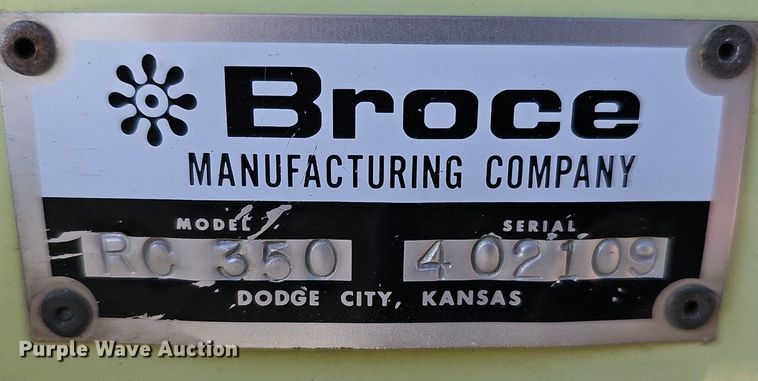 Broce
MANUFACTURING COMPANY
MODEL SERIAL
RC 350 402109
DODGE CITY, KANSAS
Purple Wave Auction